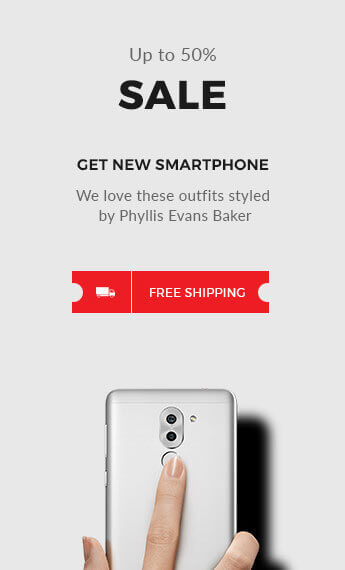 Up to 50%
SALE
GET NEW SMARTPHONE
We love these outfits styled
by Phyllis Evans Baker
FREE SHIPPING